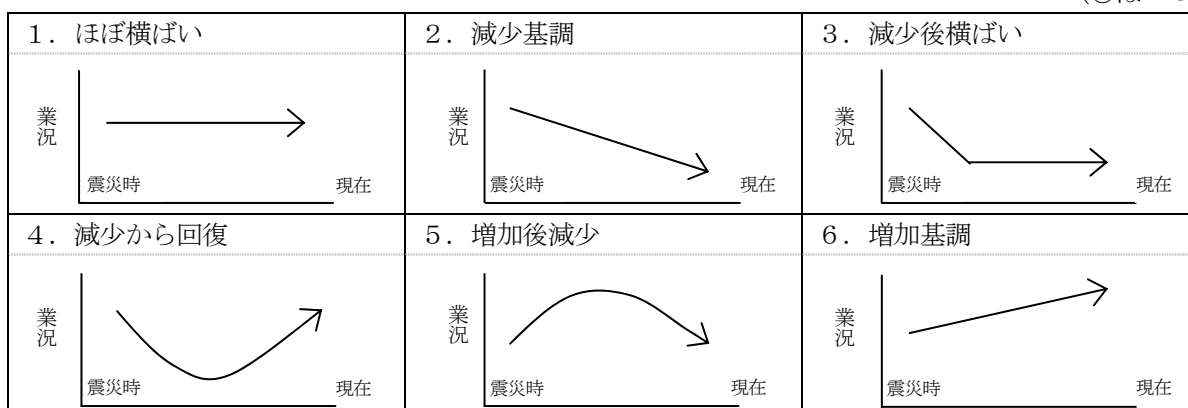 １．ほぼ横ばい
２．減少基調
３．減少後横ばい
業況
震災時
現在
業況
震災時
現在
業況
震災時
現在
４．減少から回復
５．増加後減少
６．増加基調
業況
震災時
現在
業況
震災時
現在
業況
震災時
現在